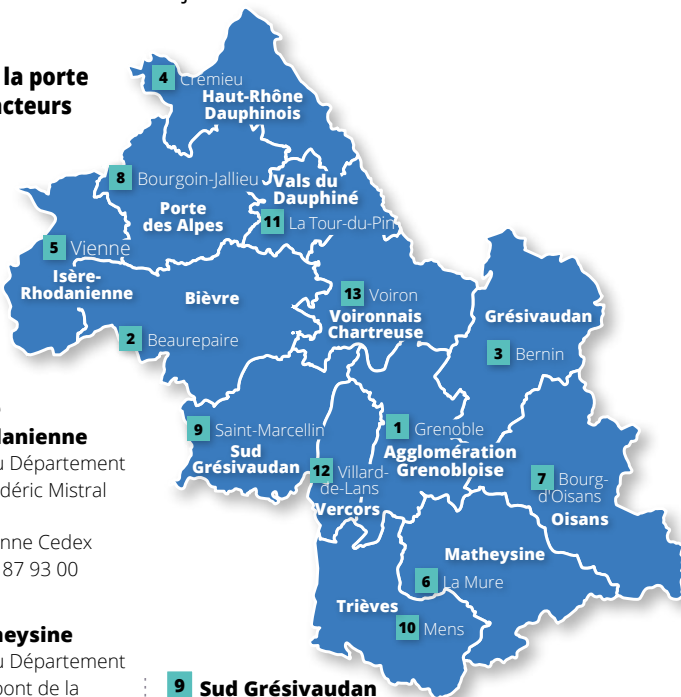 la porte
acteurs
4 Crémieu
Haut-Rhône
Dauphinois
8 Bourgoin-Jallieu
Vals du
Dauphiné
Porte
des Alpes
11 La Tour-du-Pin
5 Vienne
Isère-
Rhodanienne
Bièvre
13 Voiron
Voironnais
Chartreuse
Grésivaudan
2 Beaurepaire
3 Bernin
9 Saint-Marcellin
Sud
Grésivaudan
1 Grenoble
Agglomération
Grenobloise
12 Villard-
de-Lans
Vercors
7 Bourg-
d'Oisans
Oisans
Matheysine
6 La Mure
Trièves
10 Mens
danienne
u Département
déric Mistral
nne Cedex
87 93 00
heysine
u Département
pont de la
9 Sud Grésivaudan